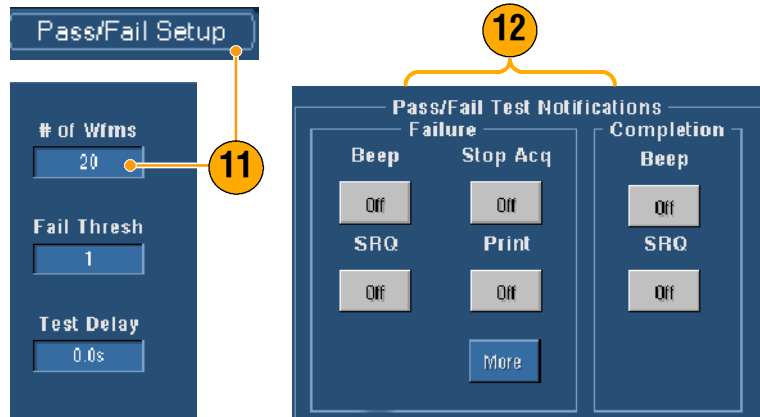 Pass/Fail Setup
11
# of Wfms
20
Fail Thresh
1
Test Delay
0.0s
12
Pass/Fail Test Notifications
Failure
Beep Stop Acq
Off Off
SRQ Print
Off Off
More
Completion
Beep
Off
SRQ
Off